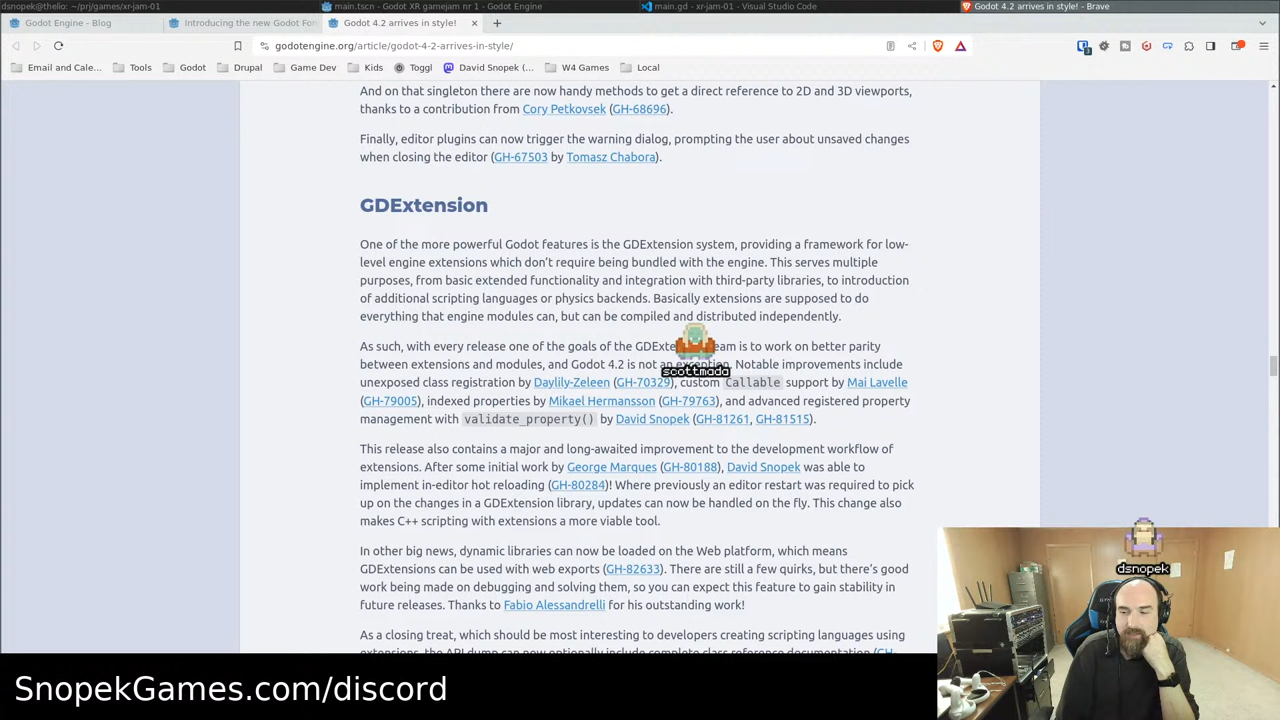 dsnopek@thelio: ~/prj/games/xr-jam-01
main.tscn - Godot XR gamejam nr 1 - Godot Engine
main.gd - xr-jam-01 - Visual Studio Code
Godot 4.2 arrives in style! - Brave
Godot Engine - Blog
Introducing the new Godot Fon
Godot 4.2 arrives in style!
godotengine.org/article/godot-4-2-arrives-in-style/
Email and Cale...
Tools
Godot
Drupal
Game Dev
Kids
Toggl
David Snopek (...
W4 Games
Local
And on that singleton there are now handy methods to get a direct reference to 2D and 3D viewports,
thanks to a contribution from Cory Petkovsek (GH-68696).
Finally, editor plugins can now trigger the warning dialog, prompting the user about unsaved changes
when closing the editor (GH-67503 by Tomasz Chabora).
GDExtension
One of the more powerful Godot features is the GDExtension system, providing a framework for low-
level engine extensions which don't require being bundled with the engine. This serves multiple
purposes, from basic extended functionality and integration with third-party libraries, to introduction
of additional scripting languages or physics backends. Basically extensions are supposed to do
everything that engine modules can, but can be compiled and distributed independently.
As such, with every release one of the goals of the GDExte eam is to work on better parity
between extensions and modules, and Godot 4.2 is not an exception. Notable improvements include
scottmada
unexposed class registration by Daylily-Zeleen (GH-70329), custom Callable support by Mai Lavelle
(GH-79005), indexed properties by Mikael Hermansson (GH-79763), and advanced registered property
management with validate_property() by David Snopek (GH-81261, GH-81515).
This release also contains a major and long-awaited improvement to the development workflow of
extensions. After some initial work by George Marques (GH-80188), David Snopek was able to
implement in-editor hot reloading (GH-80284)! Where previously an editor restart was required to pick
up on the changes in a GDExtension library, updates can now be handled on the fly. This change also
makes C++ scripting with extensions a more viable tool.
In other big news, dynamic libraries can now be loaded on the Web platform, which means
GDExtensions can be used with web exports (GH-82633). There are still a few quirks, but there's good
work being made on debugging and solving them, so you can expect this feature to gain stability in
future releases. Thanks to Fabio Alessandrelli for his outstanding work!
As a closing treat, which should be most interesting to developers creating scripting languages using
extensions, the API dump can now optionally include complete class reference documentation (GH-
dsnopek
SnopekGames.com/discord